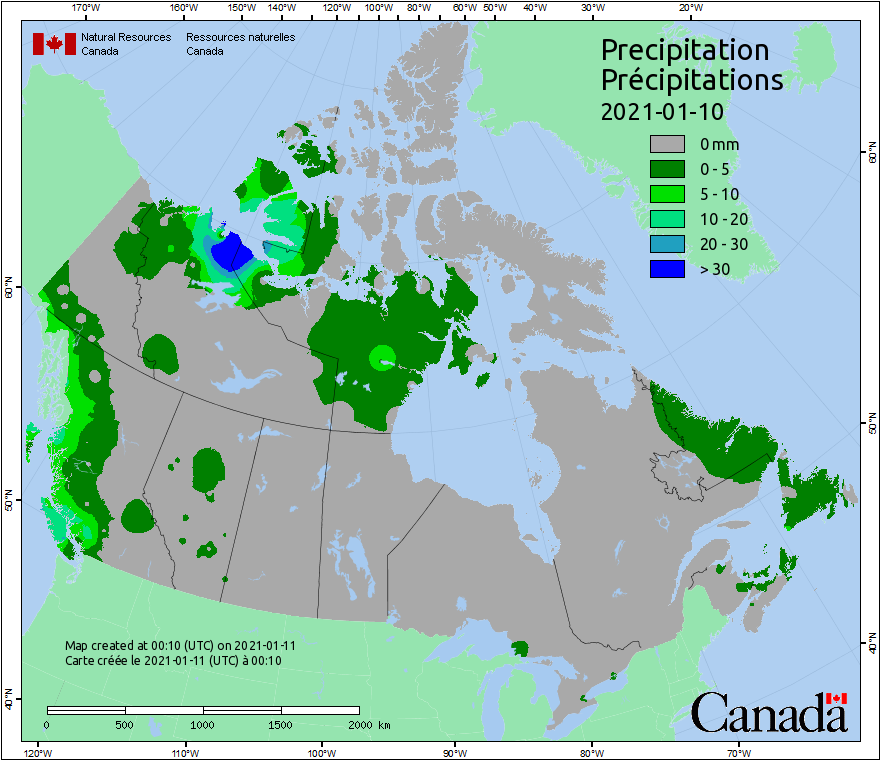 170°W 160°W 150°W 140°W 130°W 120°W 110°W 100°W 90°W 80°W 60°W 50°W 40°W 30°W 20°W
Natural Resources Ressources naturelles
Canada Canada
Precipitation
Précipitations
2021-01-10
0 mm
0 - 5
5 - 10
10 - 20
20 - 30
> 30
60°N
60°N
50°N
50°N
40°N
40°N
Map created at 00:10 (UTC) on 2021-01-11
Carte créée le 2021-01-11 (UTC) à 00:10
0 500 1000 1500 2000 km
Canada
120°W 110°W 100°W 90°W 80°W 70°W